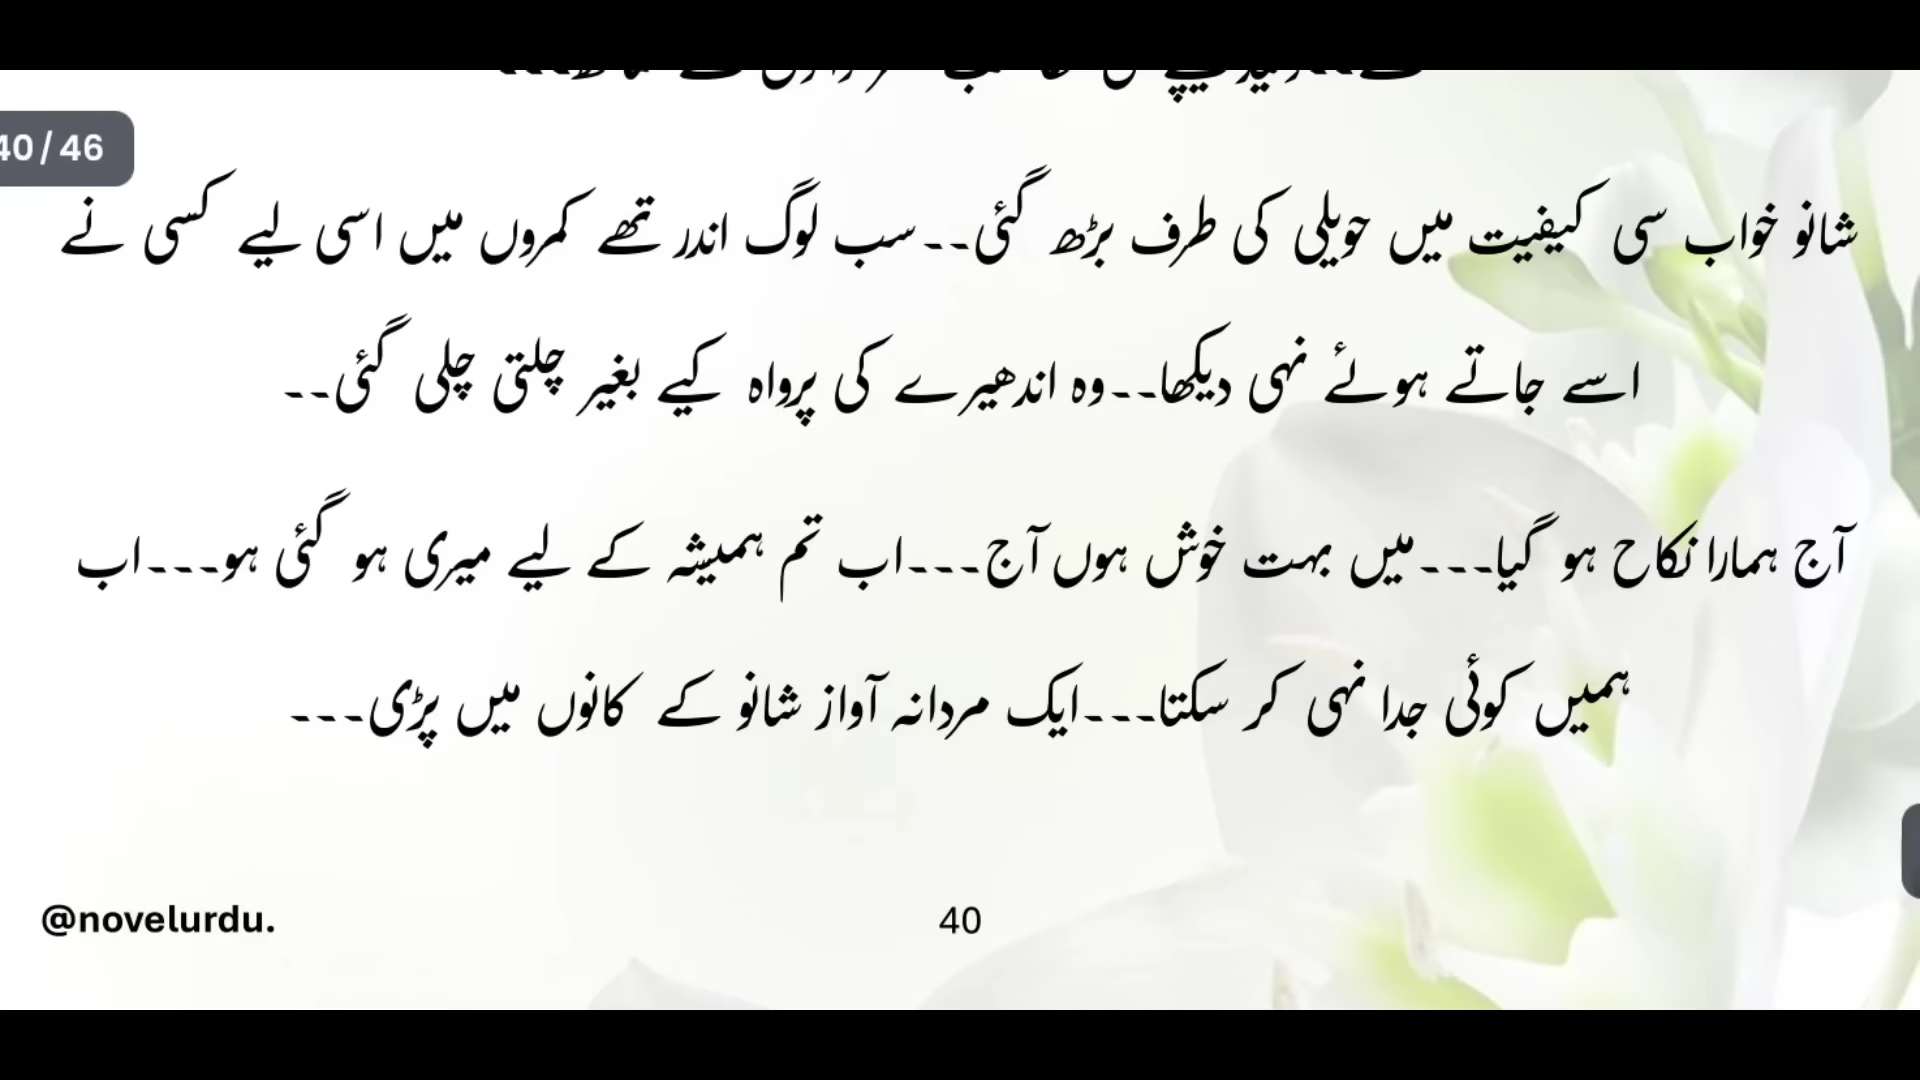 40 / 46
شانو خواب سی کیفیت میں حویلی کی طرف بڑھ گئی۔۔سب لوگ اندر تھے کمروں میں اسی لیے کسی نے
اسے جاتے ہوئے نہی دیکھا۔۔وہ اندھیرے کی پرواہ کیے بغیر چلتی چلی گئی۔۔
آج ہمارا نکاح ہو گیا۔۔۔میں بہت خوش ہوں آج۔۔۔اب تم ہمیشہ کے لیے میری ہو گئی ہو۔۔۔اب
ہمیں کوئی جدا نہی کر سکتا۔۔۔ایک مردانہ آواز شانو کے کانوں میں پڑی۔۔۔
@novelurdu.
40